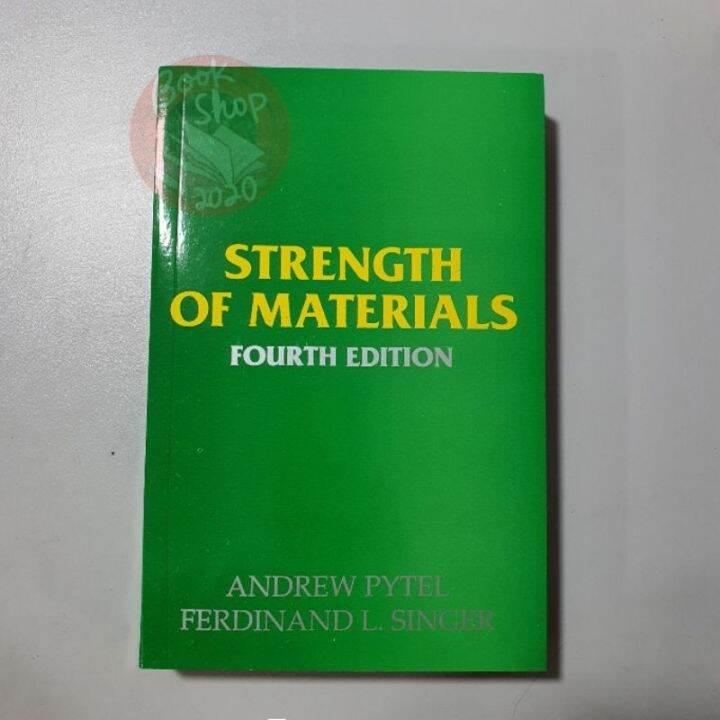 Book
Shop
2020
STRENGTH
OF MATERIALS
FOURTH EDITION
ANDREW PYTEL
FERDINAND L. SINGER